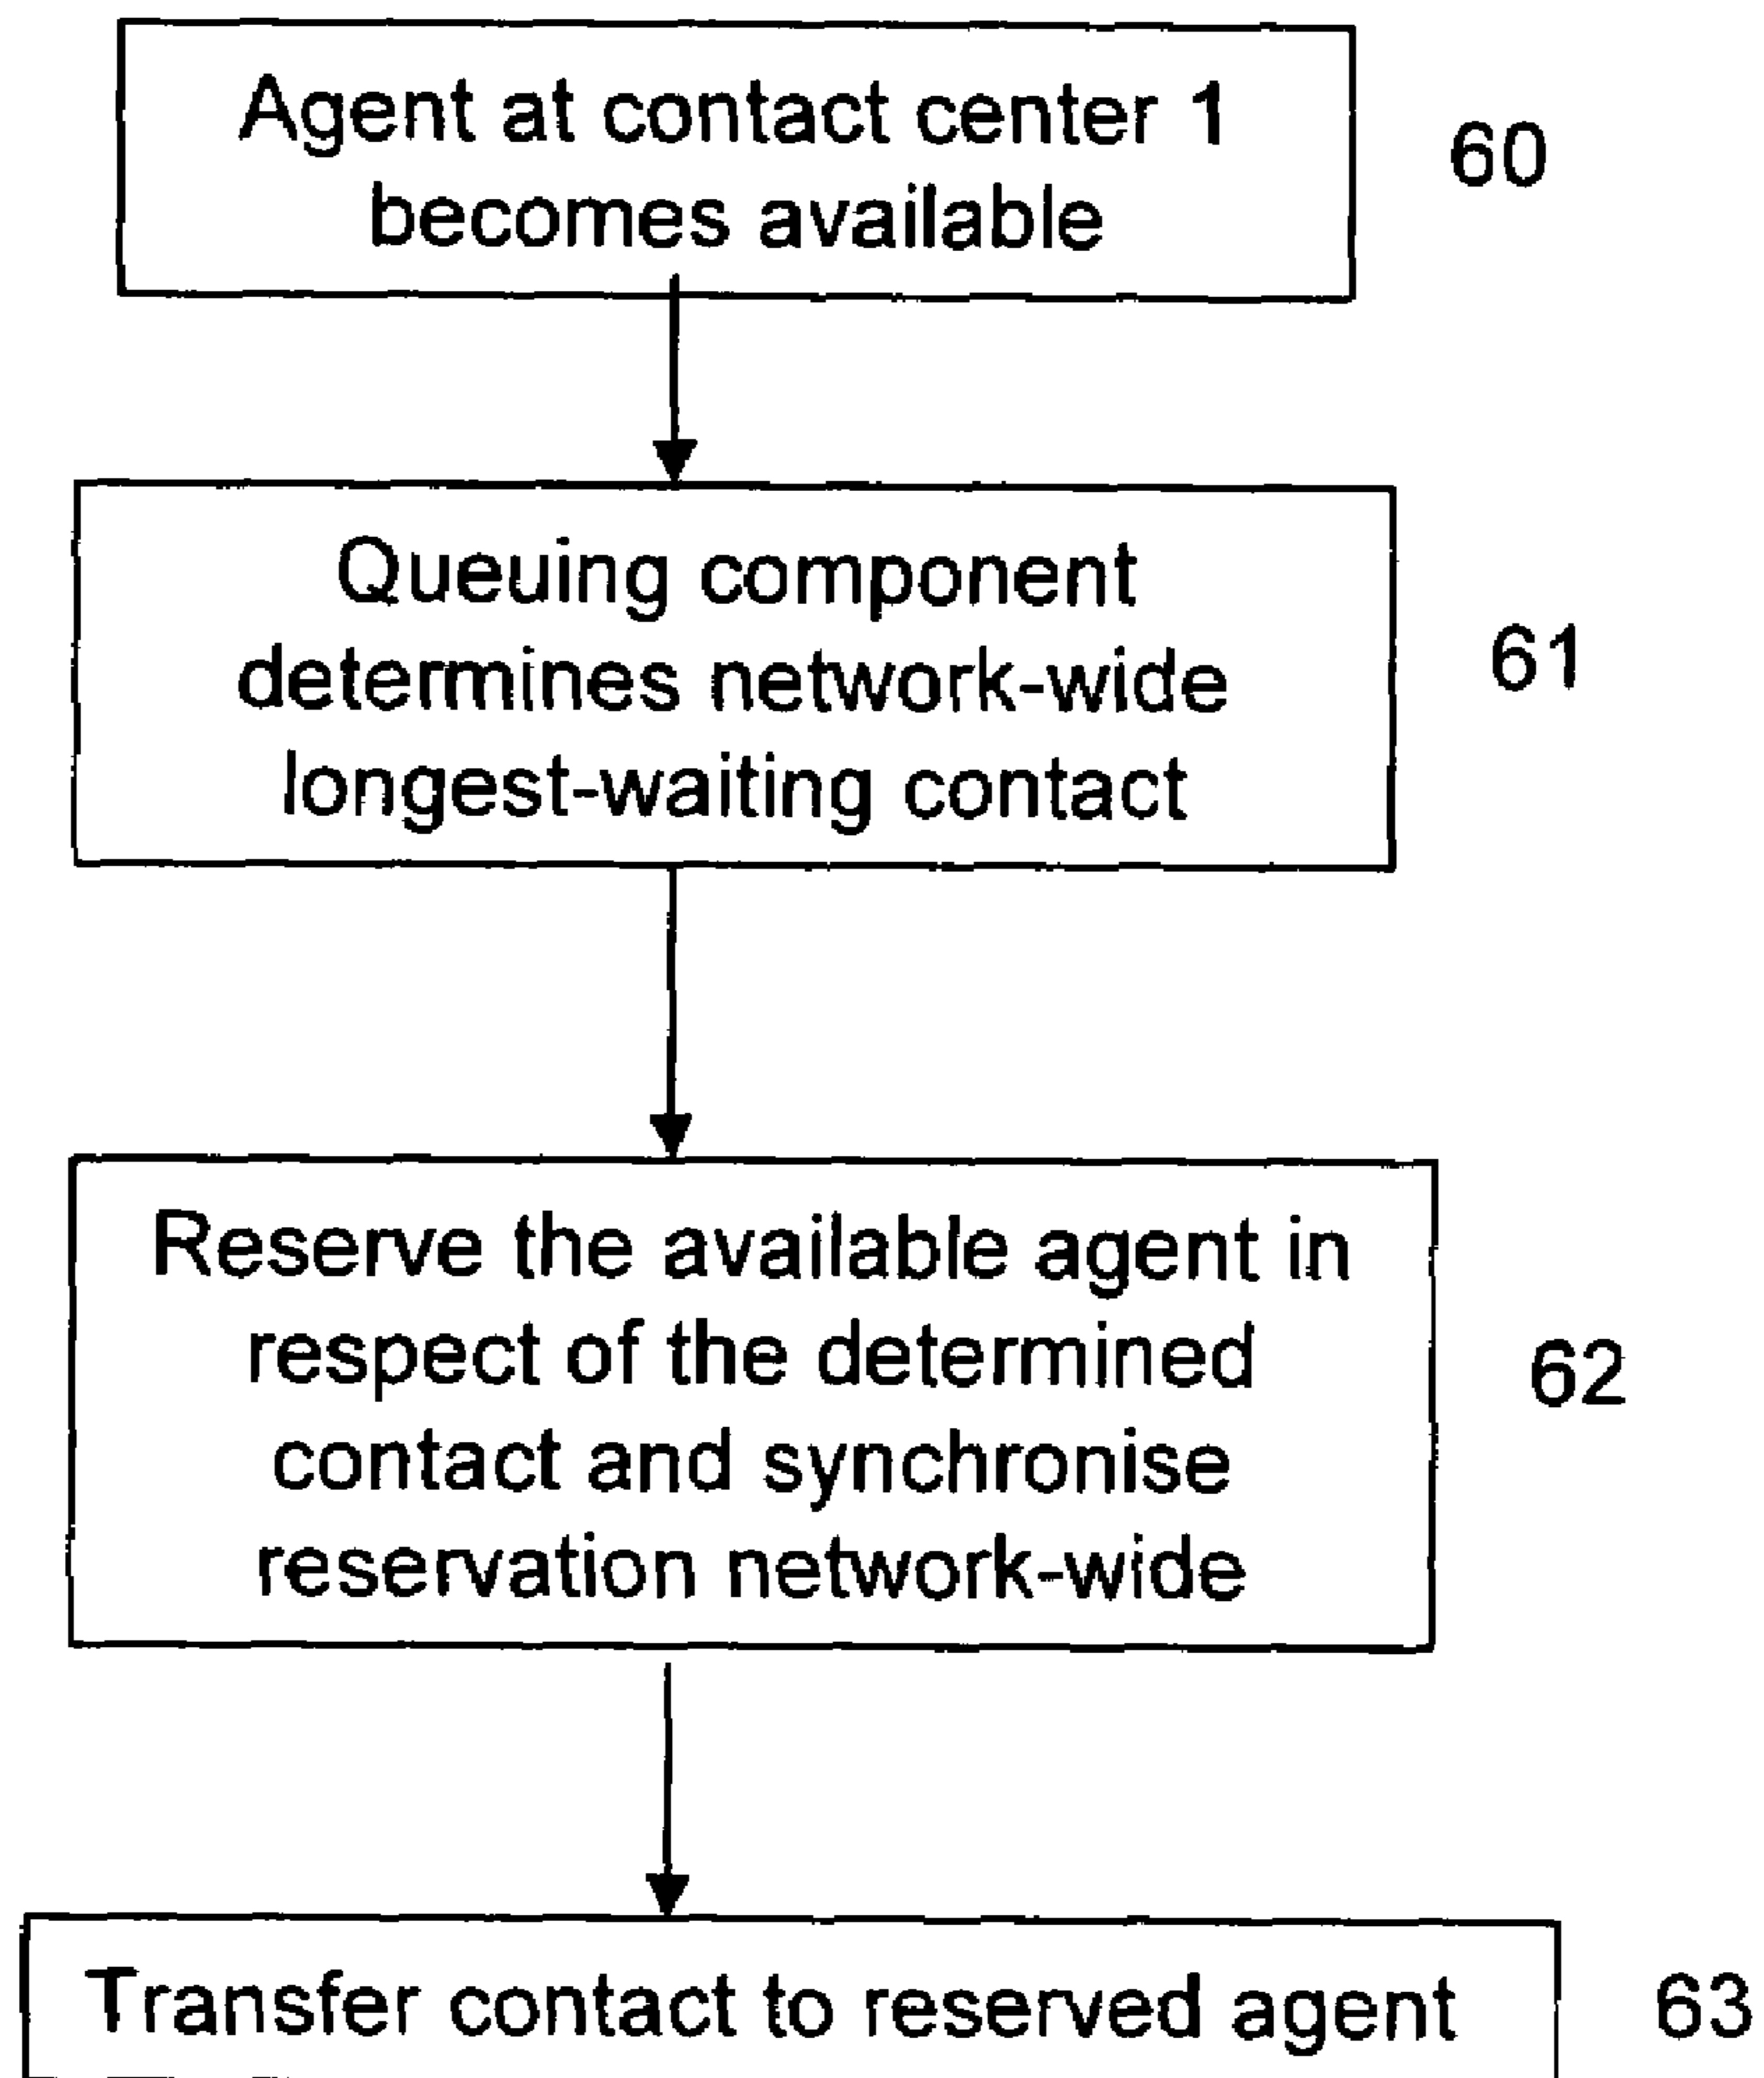 Agent at contact center 1
becomes available
60
Queuing component
determines network-wide
longest-waiting contact
61
Reserve the available agent in
respect of the determined
contact and synchronise
reservation network-wide
62
Transfer contact to reserved agent
63